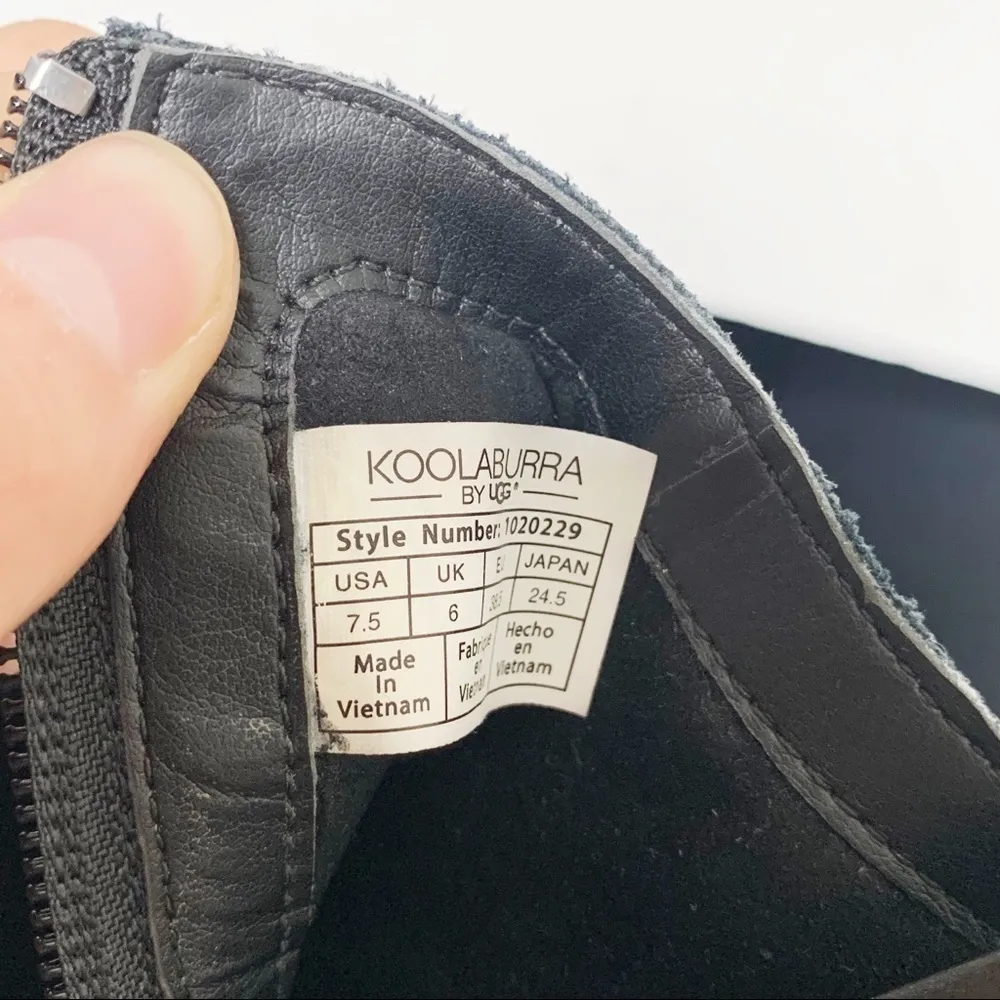 KOOLABURRA
BY UGG®
Style Number: 1020229
USA UK JAPAN
7.5 6 24.5
Made In Vietnam
en
Hecho en Vietnam